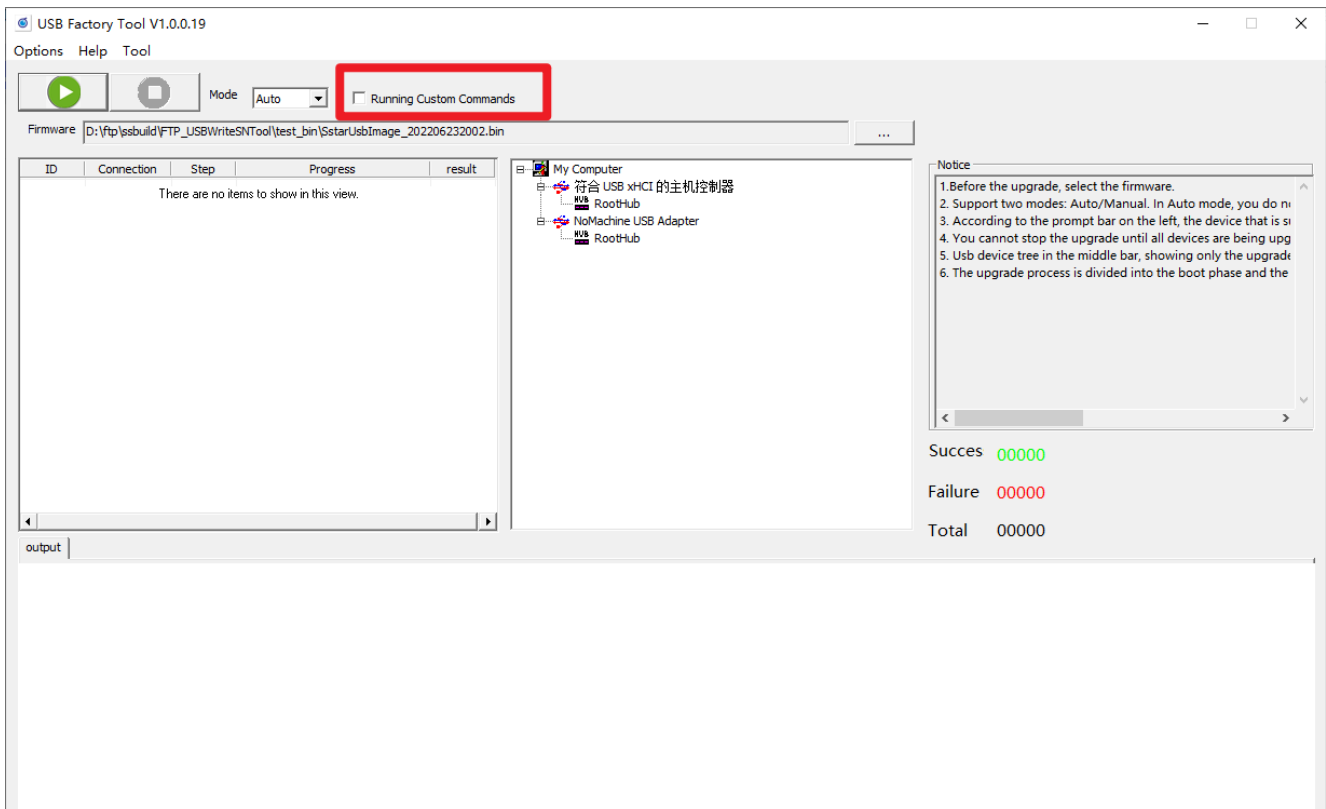 USB Factory Tool V1.0.0.19
Options Help Tool
Mode Auto Running Custom Commands
Firmware D:\ftp\ssbuild\FTP_USBWriteSNTool\test_bin\SstarUsbImage_202206232002.bin ...
ID Connection Step Progress result
There are no items to show in this view.
My Computer
符合 USB xHCI 的主机控制器
RootHub
NoMachine USB Adapter
RootHub
Notice
1.Before the upgrade, select the firmware.
2. Support two modes: Auto/Manual. In Auto mode, you do
3. According to the prompt bar on the left, the device that is
4. You cannot stop the upgrade until all devices are being upg
5. Usb device tree in the middle bar, showing only the upgrade
6. The upgrade process is divided into the boot phase and the
Succes 00000
Failure 00000
Total 00000
output